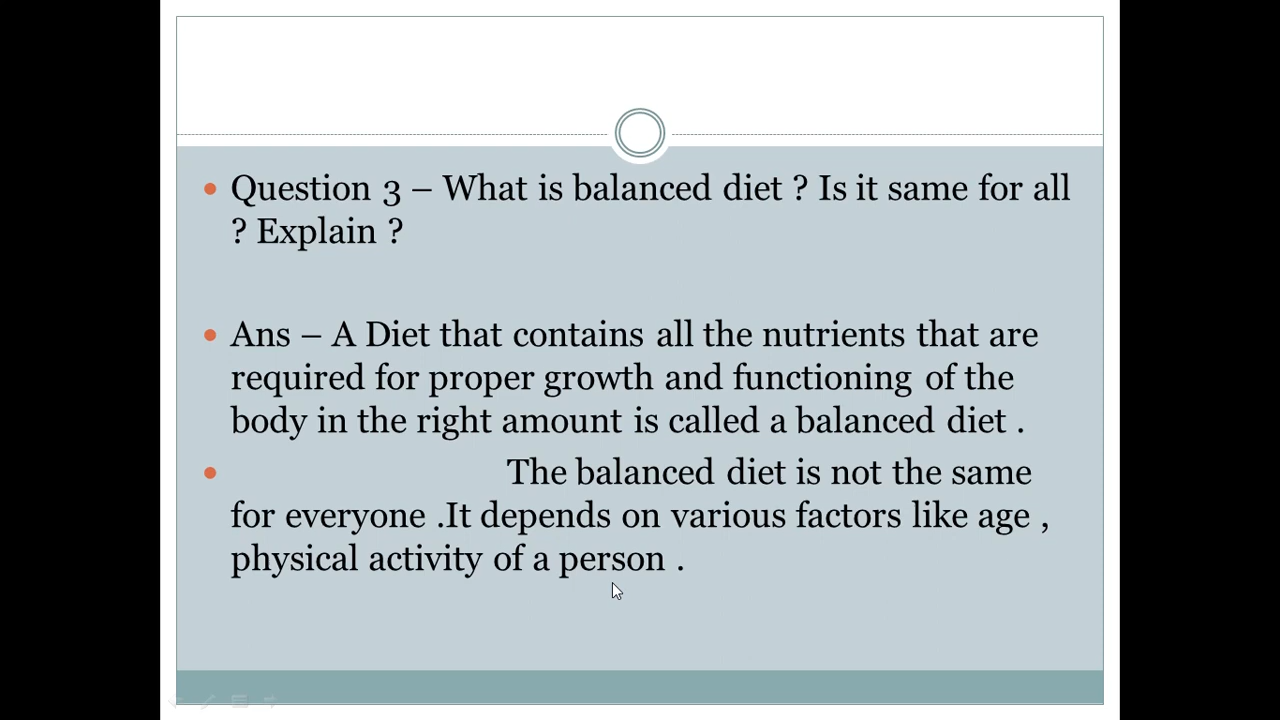 Question 3 – What is balanced diet ? Is it same for all
? Explain ?
Ans – A Diet that contains all the nutrients that are
required for proper growth and functioning of the
body in the right amount is called a balanced diet .
The balanced diet is not the same
for everyone .It depends on various factors like age ,
physical activity of a person .